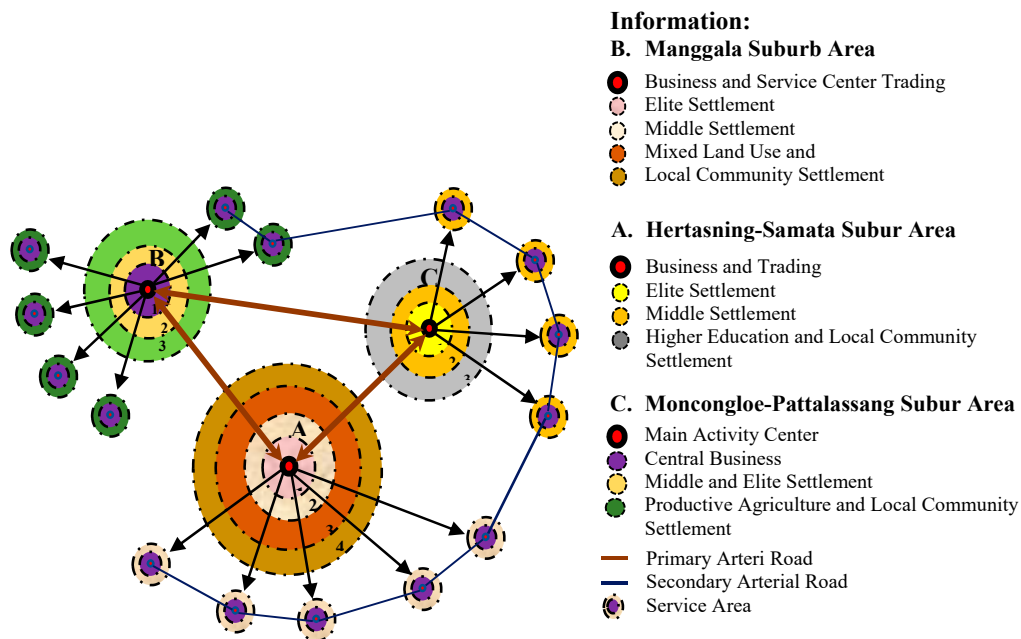 Information:
B. Manggala Suburb Area
Business and Service Center Trading
Elite Settlement
Middle Settlement
Mixed Land Use and
Local Community Settlement
A. Hertasning-Samata Subur Area
Business and Trading
Elite Settlement
Middle Settlement
Higher Education and Local Community
Settlement
C. Moncongloe-Pattalassang Subur Area
Main Activity Center
Central Business
Middle and Elite Settlement
Productive Agriculture and Local Community
Settlement
Primary Arteri Road
Secondary Arterial Road
Service Area
B
2
3
C
2
A
2
3
4